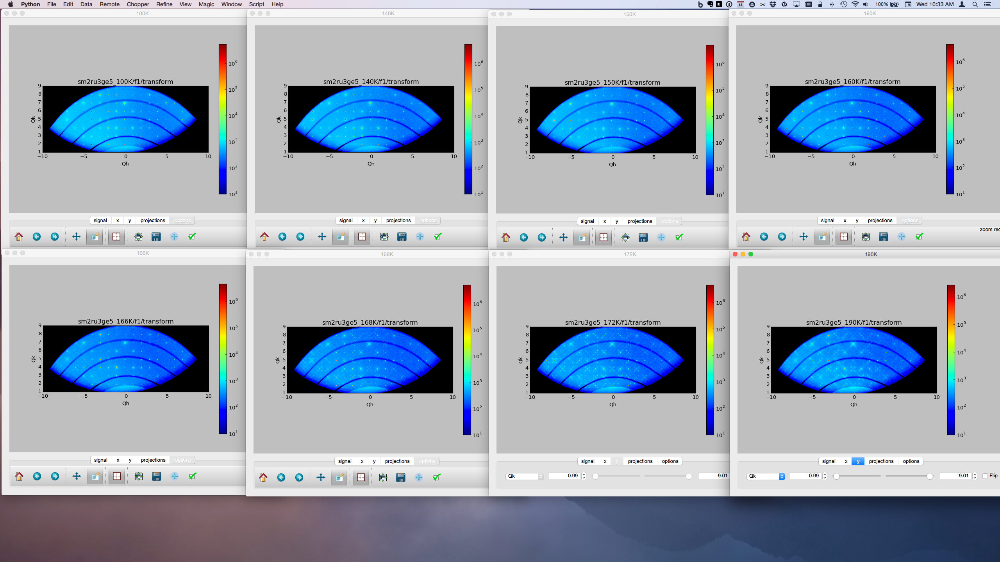 Python File Edit Data Remote Chopper Refine View Magic Window Script Help 13 100% Wed 10:33 AM
100K
sm2ru3ge5_100K/f1/transform
9
8
7
6
5
4
3
2
1
Qk
−10 −5 0 5 10
Qh
10^6
10^5
10^4
10^3
10^2
10^1
signal x y projections options
140K
sm2ru3ge5_140K/f1/transform
9
8
7
6
5
4
3
2
1
Qk
−10 −5 0 5 10
Qh
10^6
10^5
10^4
10^3
10^2
10^1
signal x y projections options
150K
sm2ru3ge5_150K/f1/transform
9
8
7
6
5
4
3
2
1
Qk
−10 −5 0 5 10
Qh
10^6
10^5
10^4
10^3
10^2
10^1
signal x y projections options
160K
sm2ru3ge5_160K/f1/transform
9
8
7
6
5
4
3
2
1
Qk
−10 −5 0 5 10
Qh
10^6
10^5
10^4
10^3
10^2
10^1
signal x y projections options
zoom rec
166K
sm2ru3ge5_166K/f1/transform
9
8
7
6
5
4
3
2
1
Qk
−10 −5 0 5 10
Qh
10^6
10^5
10^4
10^3
10^2
10^1
signal x y projections options
168K
sm2ru3ge5_168K/f1/transform
9
8
7
6
5
4
3
2
1
Qk
−10 −5 0 5 10
Qh
10^6
10^5
10^4
10^3
10^2
10^1
signal x y projections options
172K
sm2ru3ge5_172K/f1/transform
9
8
7
6
5
4
3
2
1
Qk
−10 −5 0 5 10
Qh
10^6
10^5
10^4
10^3
10^2
10^1
signal x y projections options
Qk 0.99 9.01
190K
sm2ru3ge5_190K/f1/transform
9
8
7
6
5
4
3
2
1
Qk
−10 −5 0 5 10
Qh
10^6
10^5
10^4
10^3
10^2
10^1
signal x y projections options
Qk 0.99 9.01 Flip